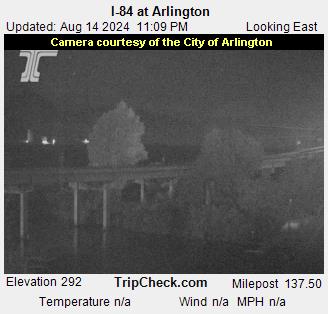 I-84 at Arlington
Updated: Aug 14 2024 11:09 PM Looking East
Camera courtesy of the City of Arlington
Elevation 292 TripCheck.com Milepost 137.50
Temperature n/a Wind n/a MPH n/a